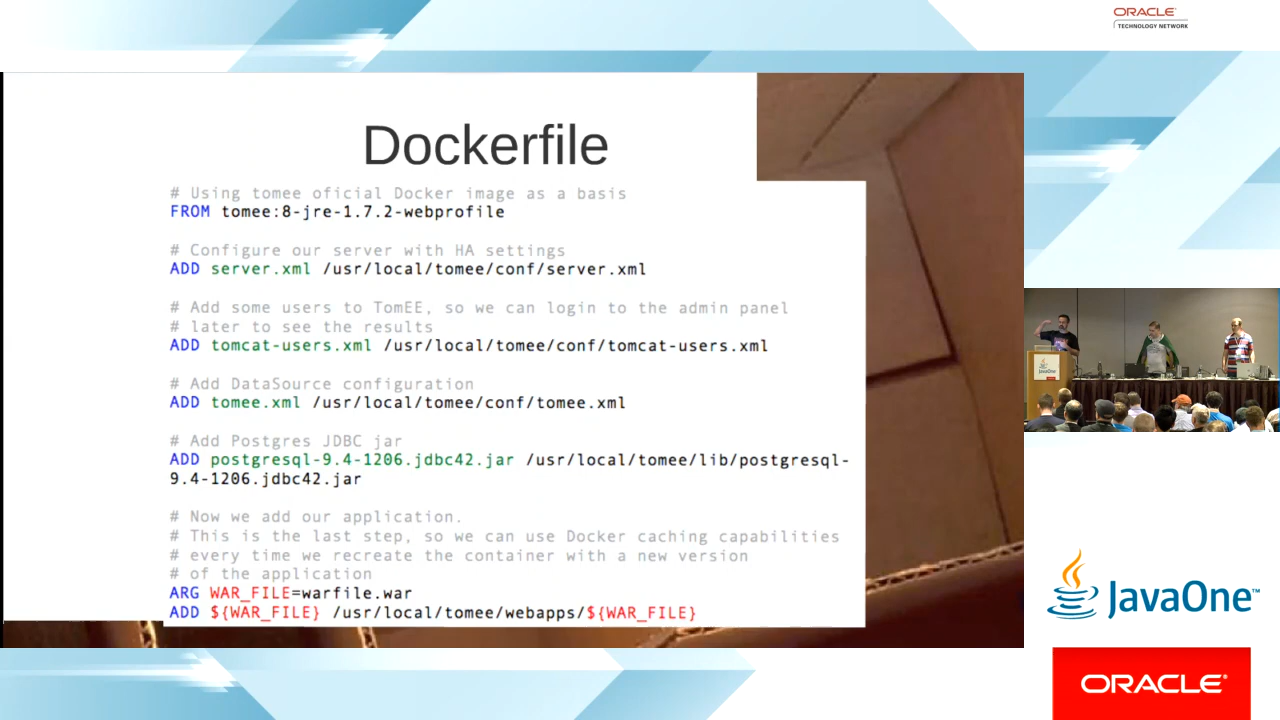 ORACLE
TECHNOLOGY NETWORK
Dockerfile
# Using tomee oficial Docker image as a basis
FROM tomee:8-jre-1.7.2-webprofile
# Configure our server with HA settings
ADD server.xml /usr/local/tomee/conf/server.xml
# Add some users to TomEE, so we can login to the admin panel
# later to see the results
ADD tomcat-users.xml /usr/local/tomee/conf/tomcat-users.xml
# Add DataSource configuration
ADD tomee.xml /usr/local/tomee/conf/tomee.xml
# Add Postgres JDBC jar
ADD postgresql-9.4-1206.jdbc42.jar /usr/local/tomee/lib/postgresql-
9.4-1206.jdbc42.jar
# Now we add our application.
# This is the last step, so we can use Docker caching capabilities
# every time we recreate the container with a new version
# of the application
ARG WAR_FILE=warfile.war
ADD ${WAR_FILE} /usr/local/tomee/webapps/${WAR_FILE}
JavaOne
JavaOne™
ORACLE®